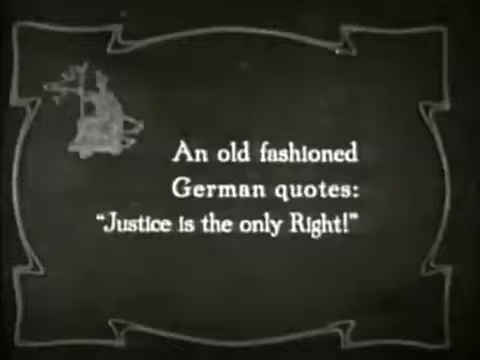 An old fashioned
German quotes:
"Justice is the only Right!"